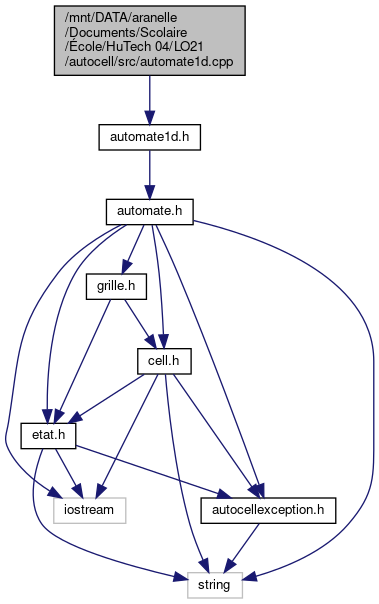 /mnt/DATA/aranelle
/Documents/Scolaire
/École/HuTech 04/LO21
/autocell/src/automate1d.cpp
automate1d.h
automate.h
grille.h
cell.h
etat.h
iostream
autocellexception.h
string